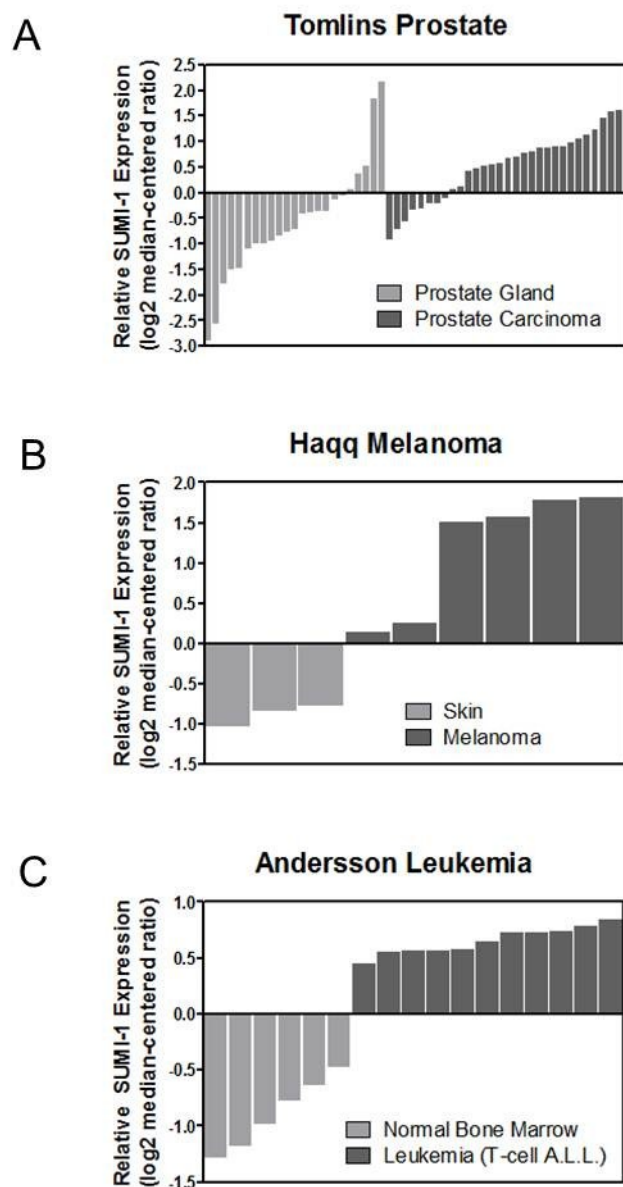 A
Tomlins Prostate
Relative SUMI-1 Expression
(log2 median-centered ratio)
2.5
2.0
1.5
1.0
0.5
0.0
-0.5
-1.0
-1.5
-2.0
-2.5
-3.0
Prostate Gland
Prostate Carcinoma
B
Haqq Melanoma
Relative SUMI-1 Expression
(log2 median-centered ratio)
2.0
1.5
1.0
0.5
0.0
-0.5
-1.0
-1.5
Skin
Melanoma
C
Andersson Leukemia
Relative SUMI-1 Expression
(log2 median-centered ratio)
1.0
0.5
0.0
-0.5
-1.0
-1.5
Normal Bone Marrow
Leukemia (T-cell A.L.L.)